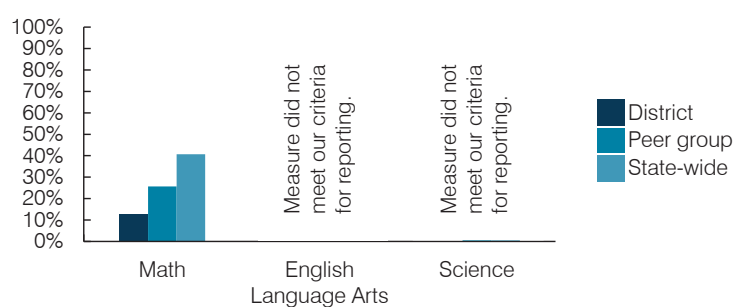 100%
90%
80%
70%
60%
50%
40%
30%
20%
10%
0%
Measure did not
meet our criteria
for reporting.
Measure did not
meet our criteria
for reporting.
District
Peer group
State-wide
Math
English
Language Arts
Science